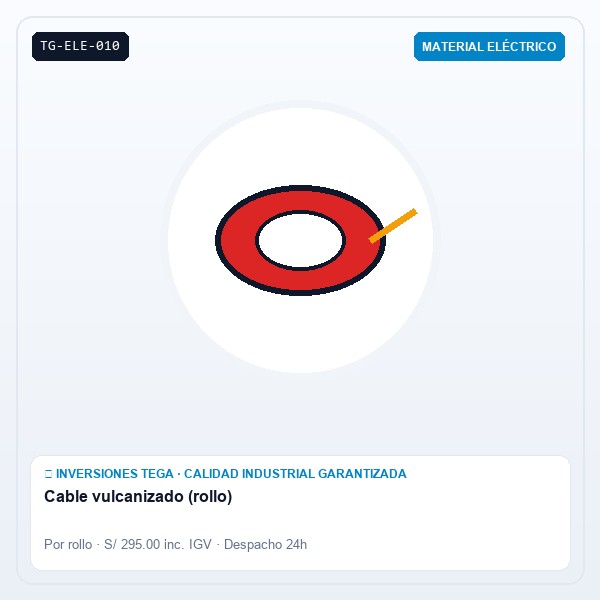 TG-ELE-010
MATERIAL ELÉCTRICO
INVERSIONES TEGA · CALIDAD INDUSTRIAL GARANTIZADA
Cable vulcanizado (rollo)
Por rollo · S/ 295.00 inc. IGV · Despacho 24h